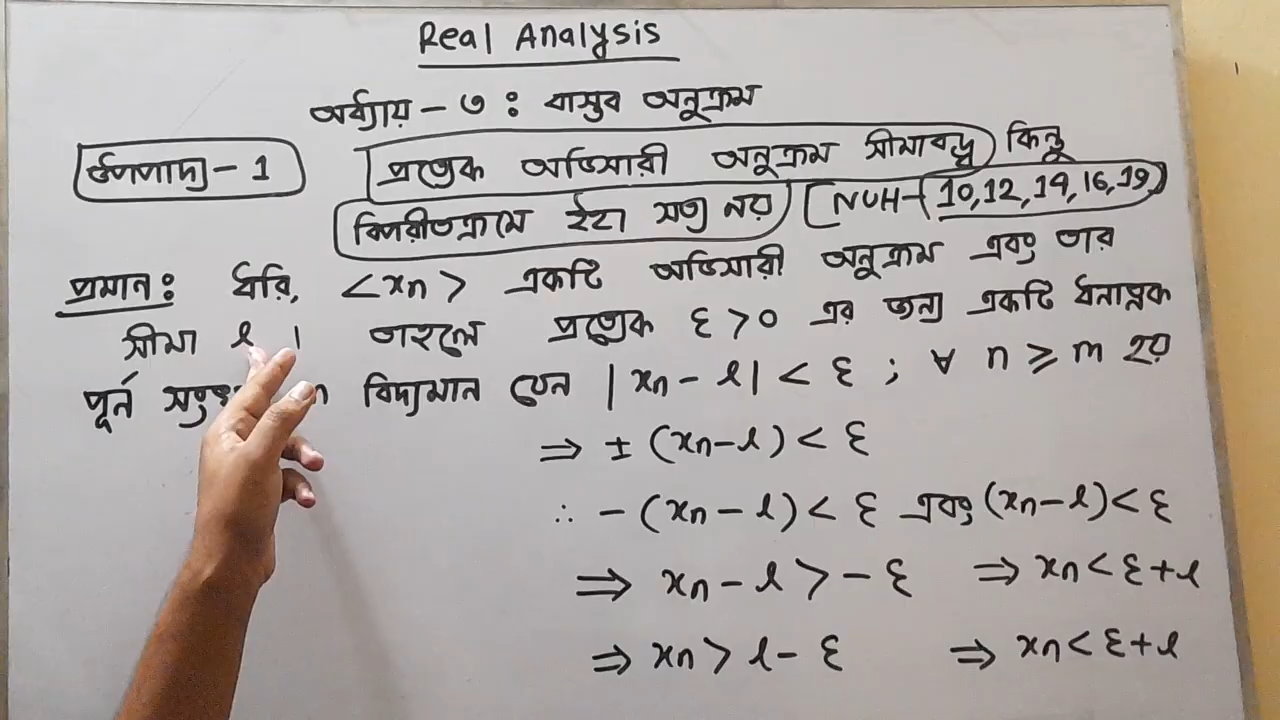 Real Analysis
অধ্যায় - ৩ : বাস্তব অনুক্রম
উপপাদ্য - 1 প্রত্যেক অভিসারী অনুক্রম সীমাবদ্ধ কিন্তু
বিপরীতক্রমে ইহা সত্য নয় [NUH-(10,12,14,16,19)
প্রমান: ধরি, <xn> একটি অভিসারী অনুক্রম এবং তার
সীমা l । তাহলে প্রত্যেক ε > 0 এর জন্য একটি ধনাত্মক
পূর্ন বিদ্যমান যেন |xn - l| < ε ; ∀ n ≥ m হয়
⇒ ± (xn - l) < ε
∴ - (xn - l) < ε এবং (xn - l) < ε
⇒ xn - l > - ε ⇒ xn < ε + l
⇒ xn > l - ε ⇒ xn < ε + l